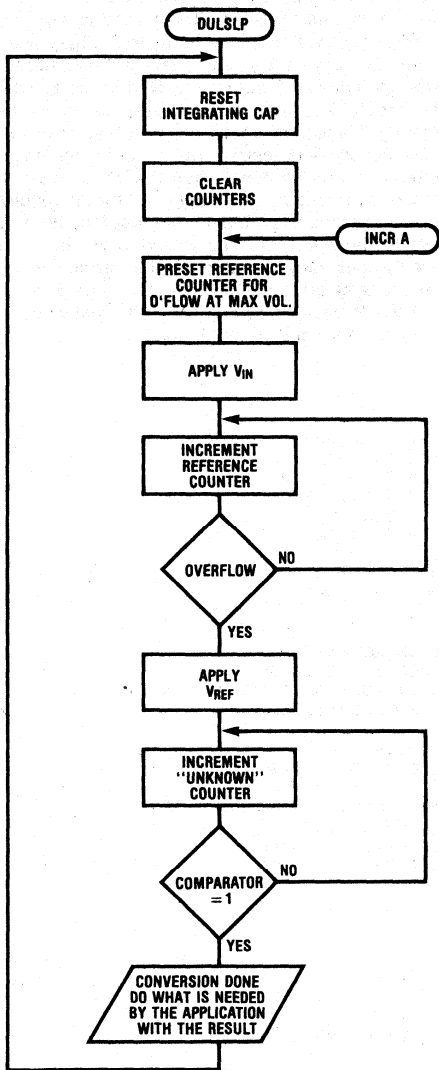 DULSLP
RESET
INTEGRATING CAP
CLEAR
COUNTERS
INCR A
PRESET REFERENCE
COUNTER FOR
O'FLOW AT MAX VOL.
APPLY VIN
INCREMENT
REFERENCE
COUNTER
OVERFLOW
NO
YES
APPLY
VREF
INCREMENT
"UNKNOWN"
COUNTER
COMPARATOR
=1
NO
YES
CONVERSION DONE
DO WHAT IS NEEDED
BY THE APPLICATION
WITH THE RESULT